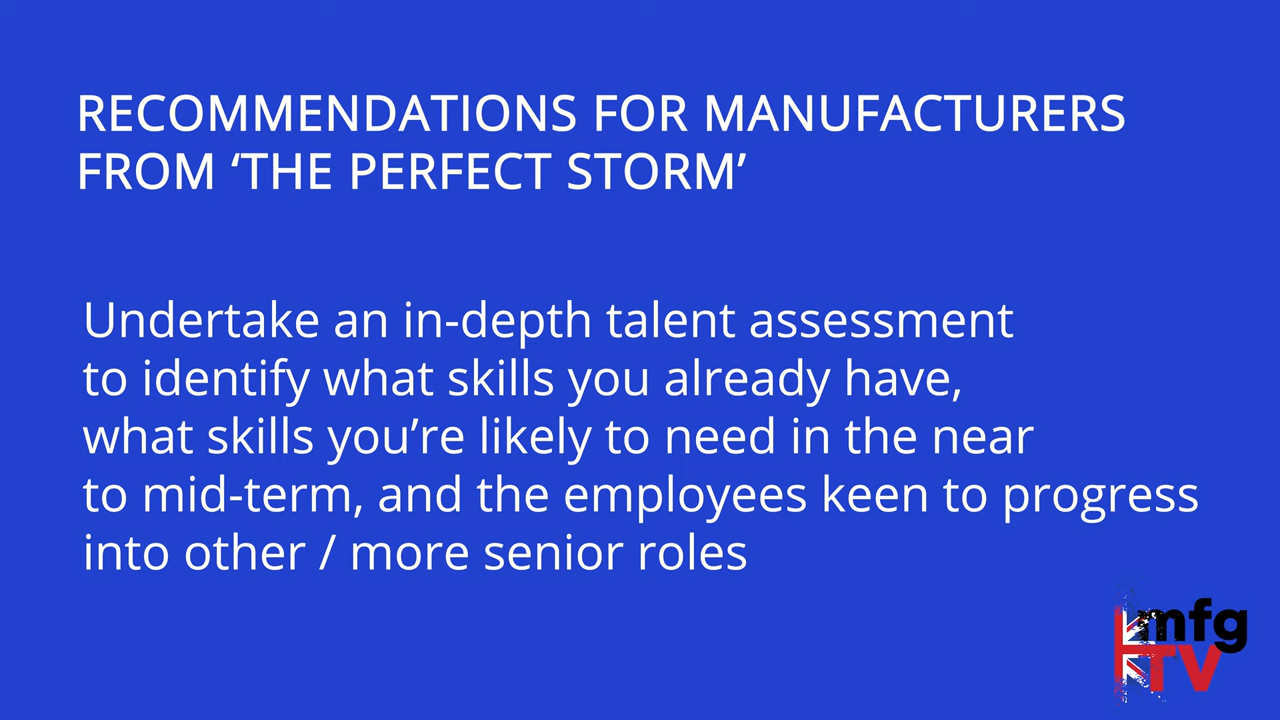 RECOMMENDATIONS FOR MANUFACTURERS
FROM ‘THE PERFECT STORM’
Undertake an in-depth talent assessment
to identify what skills you already have,
what skills you’re likely to need in the near
to mid-term, and the employees keen to progress
into other / more senior roles
mfg
TV